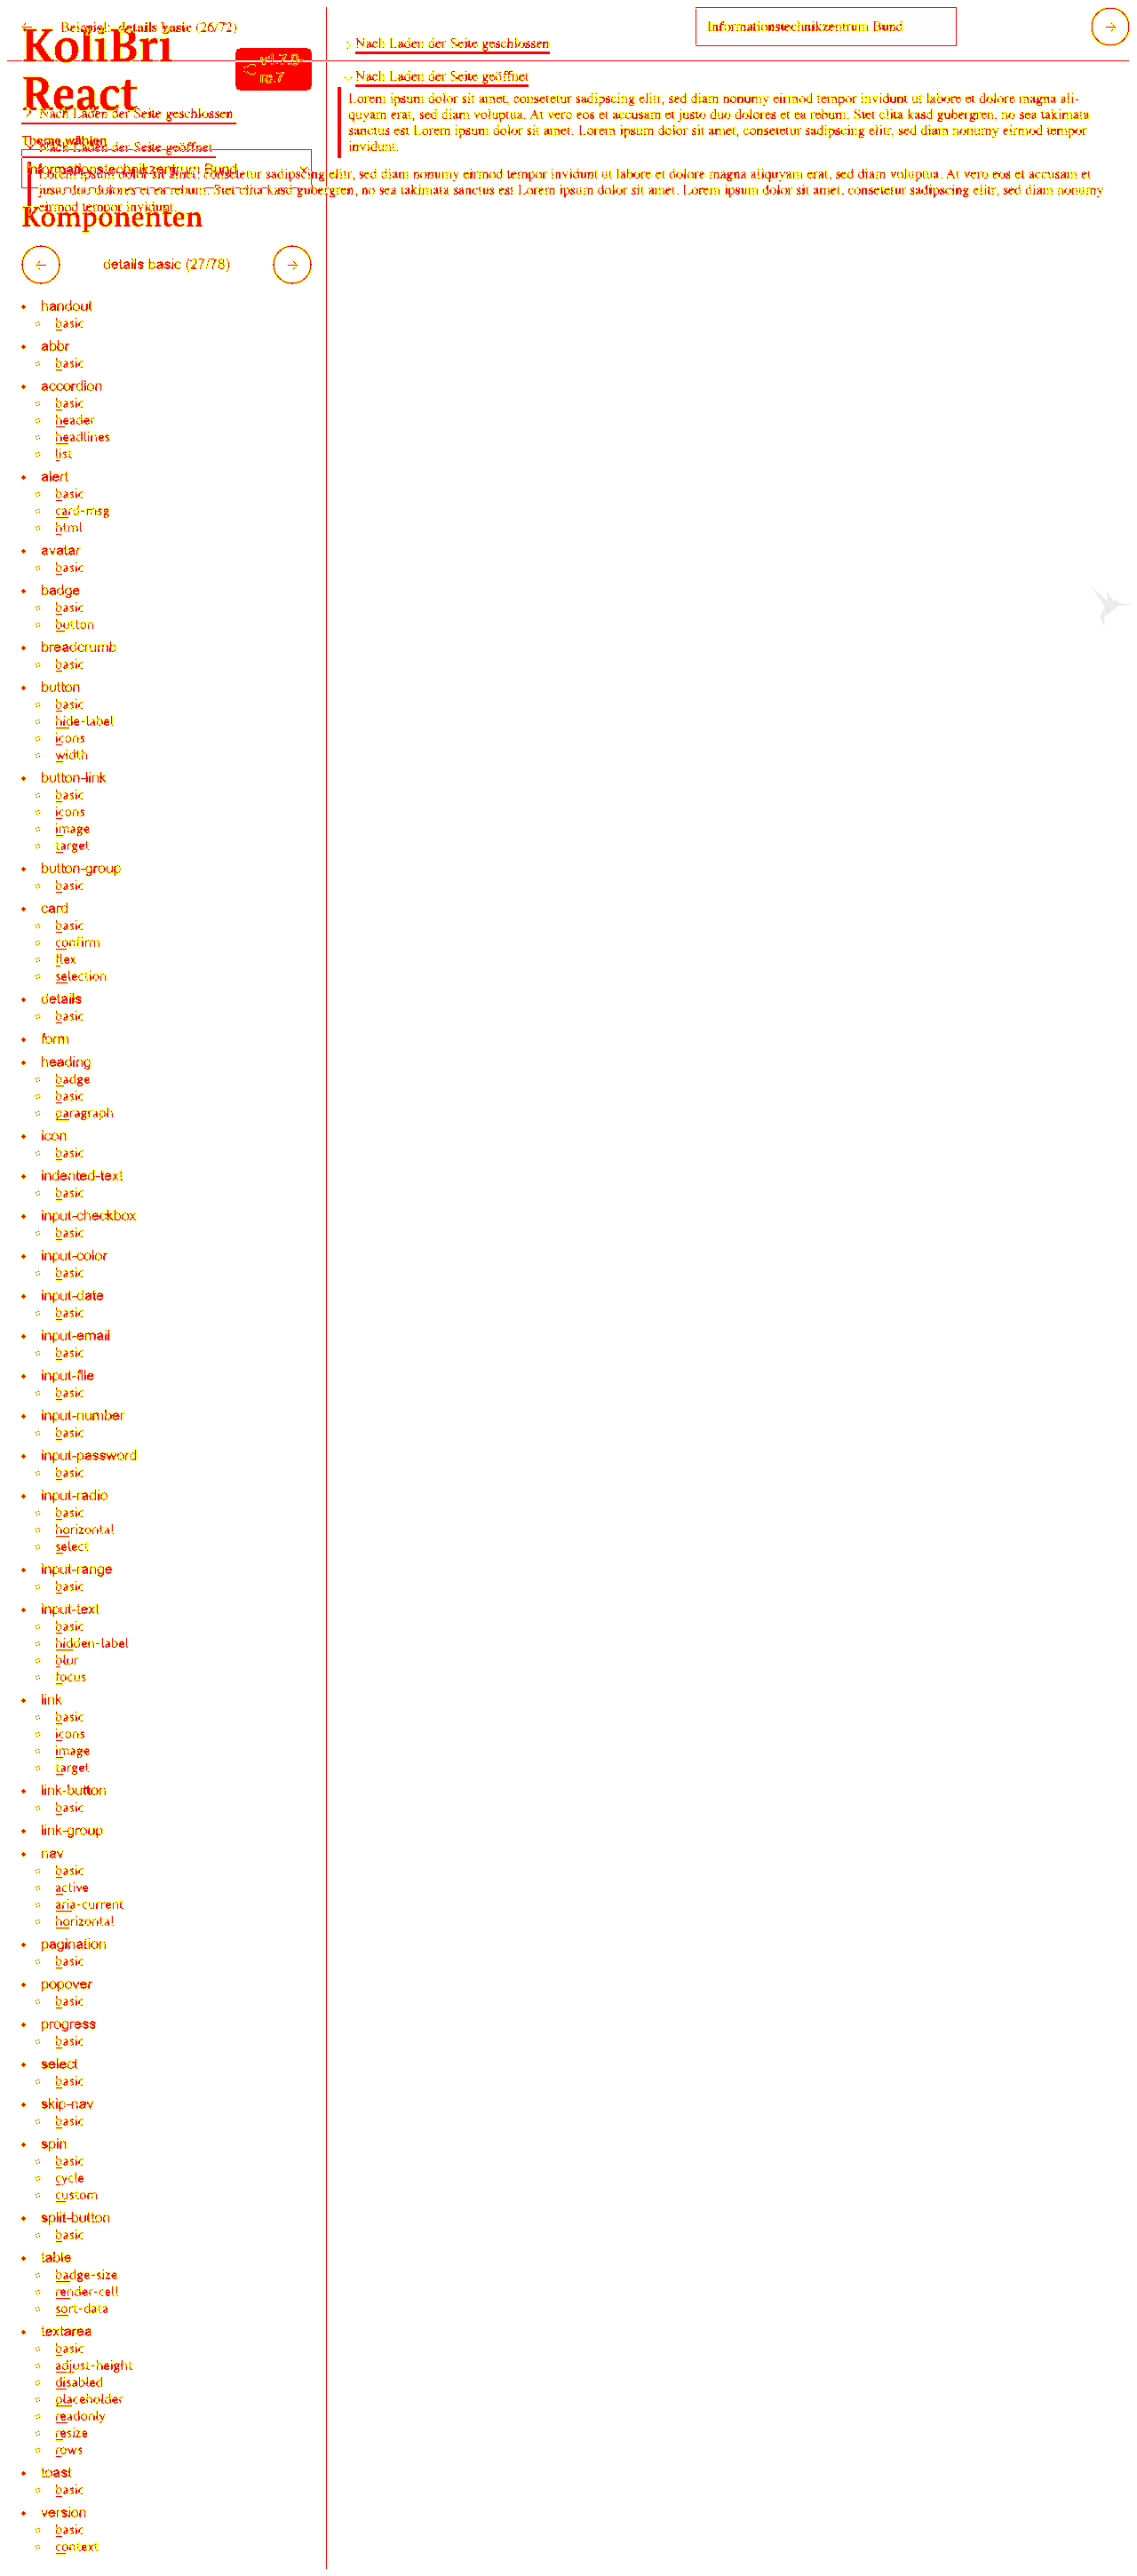 Beispiel: details basic (26/72)
Informationstechnikzentrum Bund
KoliBri
React
v1.7.0-
rc.7
Nach Laden der Seite geschlossen
Nach Laden der Seite geöffnet
Lorem ipsum dolor sit amet, consetetur sadipscing elitr, sed diam nonumy eirmod tempor invidunt ut labore et dolore magna ali-
quyam erat, sed diam voluptua. At vero eos et accusam et justo duo dolores et ea rebum. Stet clita kasd gubergren, no sea takimata
sanctus est Lorem ipsum dolor sit amet. Lorem ipsum dolor sit amet, consetetur sadipscing elitr, sed diam nonumy eirmod tempor
invidunt.
Nach Laden der Seite geschlossen
Theme wählen
Nach Laden der Seite geöffnet
Informationstechnikzentrum Bund
Lorem ipsum dolor sit amet, consetetur sadipscing elitr, sed diam nonumy eirmod tempor invidunt ut labore et dolore magna aliquyam erat, sed diam voluptua. At vero eos et accusam et
justo duo dolores et ea rebum. Stet clita kasd gubergren, no sea takimata sanctus est Lorem ipsum dolor sit amet. Lorem ipsum dolor sit amet, consetetur sadipscing elitr, sed diam nonumy
eirmod tempor invidunt.
Komponenten
details basic (27/78)
handout
basic
abbr
basic
accordion
basic
header
headlines
list
alert
basic
card-msg
html
avatar
basic
badge
basic
button
breadcrumb
basic
button
basic
hide-label
icons
width
button-link
basic
icons
image
target
button-group
basic
card
basic
confirm
flex
selection
details
basic
form
heading
badge
basic
paragraph
icon
basic
indented-text
basic
input-checkbox
basic
input-color
basic
input-date
basic
input-email
basic
input-file
basic
input-number
basic
input-password
basic
input-radio
basic
horizontal
select
input-range
basic
input-text
basic
hidden-label
blur
focus
link
basic
icons
image
target
link-button
basic
link-group
nav
basic
active
aria-current
horizontal
pagination
basic
popover
basic
progress
basic
select
basic
skip-nav
basic
spin
basic
cycle
custom
split-button
basic
table
badge-size
render-cell
sort-data
textarea
basic
adjust-height
disabled
placeholder
readonly
resize
rows
toast
basic
version
basic
context